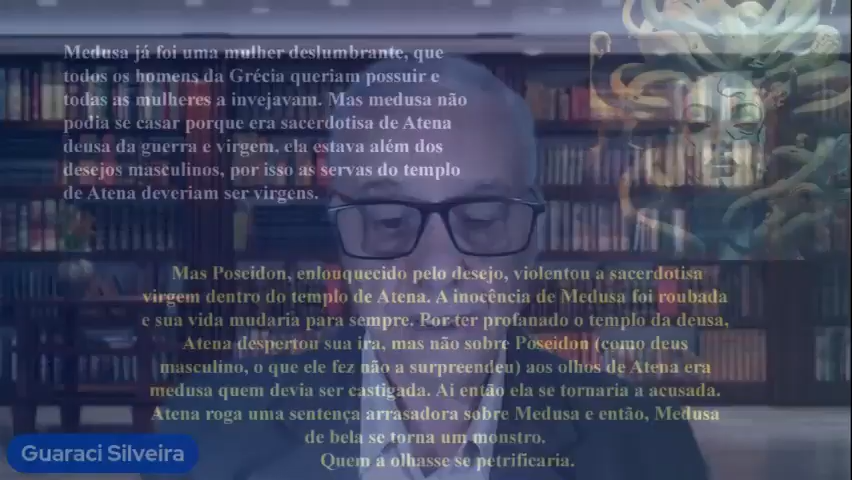 Medusa já foi uma mulher deslumbrante, que
todos os homens da Grécia queriam possuir e
todas as mulheres a invejavam. Mas medusa não
podia se casar porque era sacerdotisa de Atena
deusa da guerra e virgem, ela estava além dos
desejos masculinos, por isso as servas do templo
de Atena deveriam ser virgens.
Mas Poseidon, enlouquecido pelo desejo, violentou a sacerdotisa
virgem dentro do templo de Atena. A inocência de Medusa foi roubada
e sua vida mudaria para sempre. Por ter profanado o templo da deusa,
Atena despertou sua ira, mas não sobre Poseidon (como deus
masculino, o que ele fez não a surpreendeu) aos olhos de Atena era
medusa quem devia ser castigada. Ai então ela se tornaria a acusada.
Atena roga uma sentença arrasadora sobre Medusa e então, Medusa
de bela se torna um monstro.
Quem a olhasse se petrificaria.
Guaraci Silveira